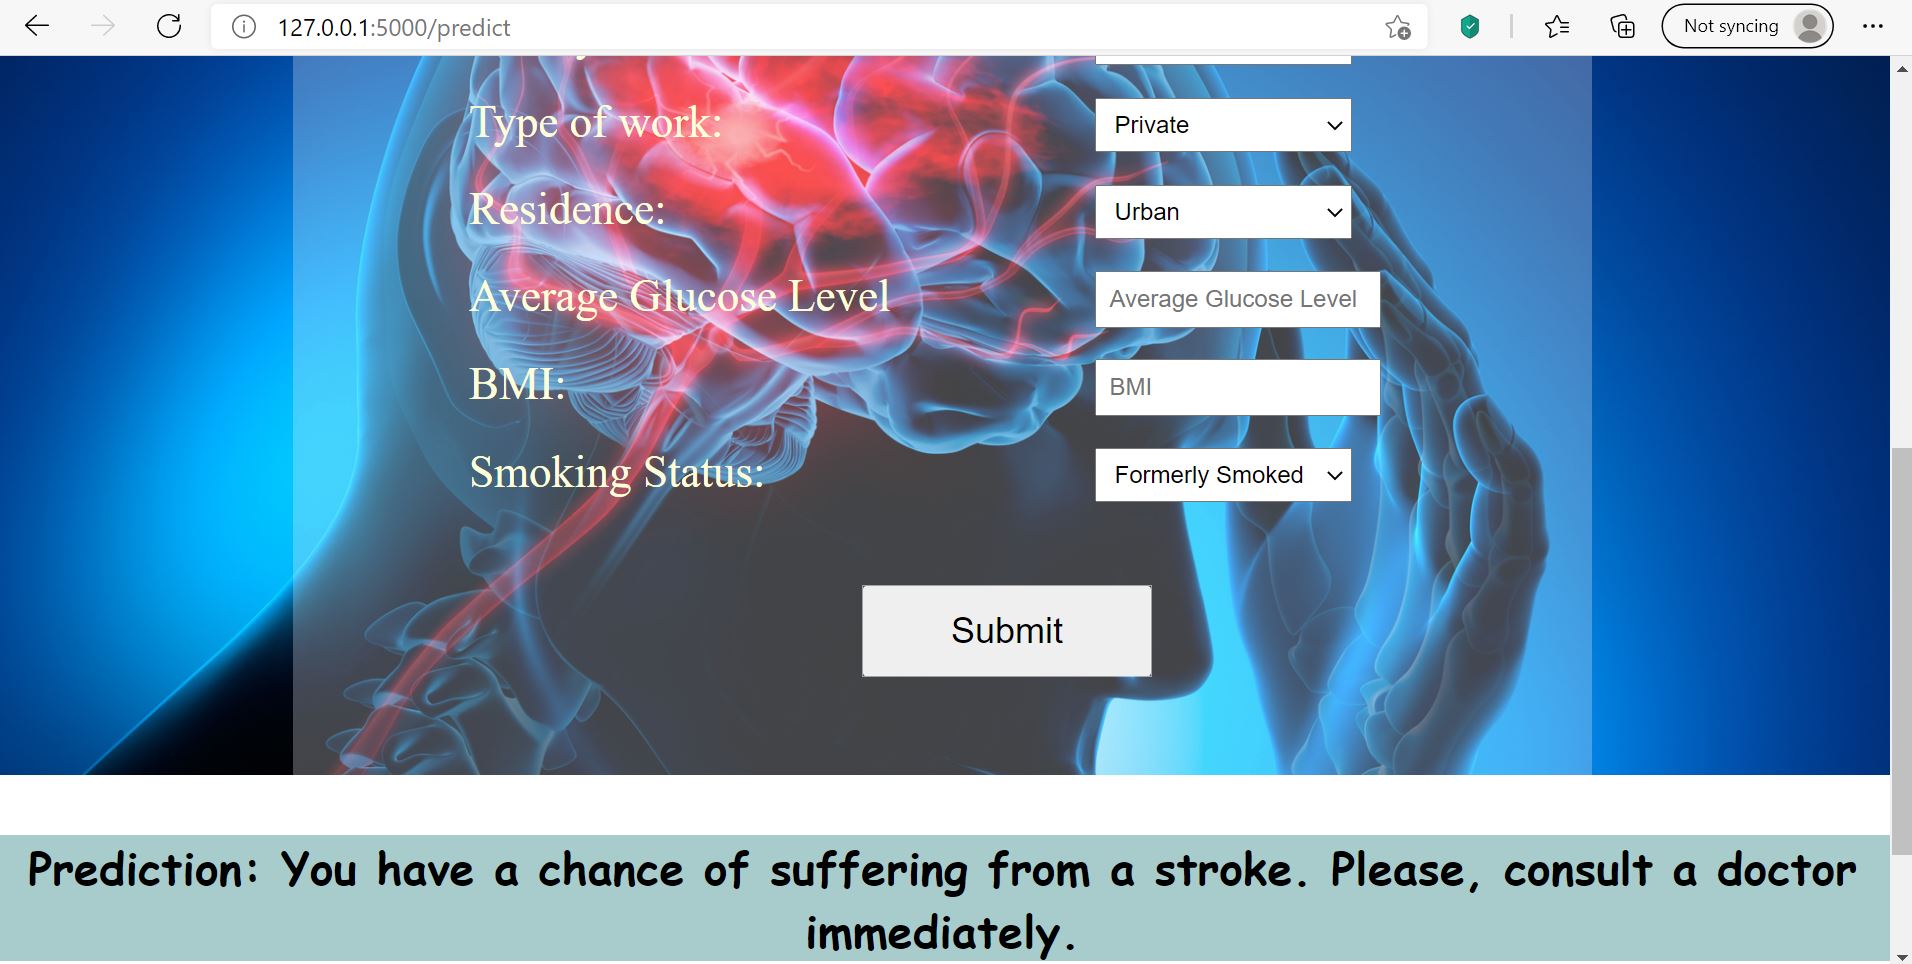 127.0.0.1:5000/predict
Not syncing
Type of work:
Private
Residence:
Urban
Average Glucose Level
Average Glucose Level
BMI:
BMI
Smoking Status:
Formerly Smoked
Submit
Prediction: You have a chance of suffering from a stroke. Please, consult a doctor
immediately.